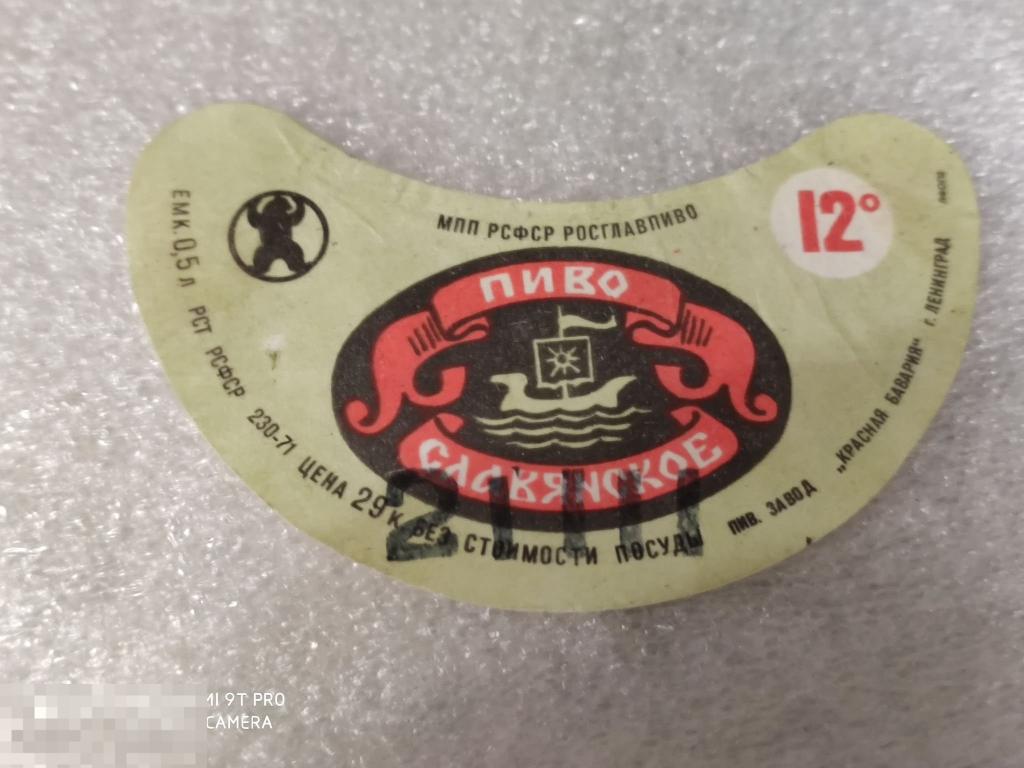 МПП РСФСР РОСГЛАВПИВО
12°
ПИВО
СЛАВЯНСКОЕ
ЕМК. 0,5 Л РСТ РСФСР 230-71 ЦЕНА 29 К. БЕЗ СТОИМОСТИ ПОСУДЫ
ПИВ. ЗАВОД „КРАСНАЯ БАВАРИЯ“ г. ЛЕНИНГРАД
MI 9T PRO
CAMERA